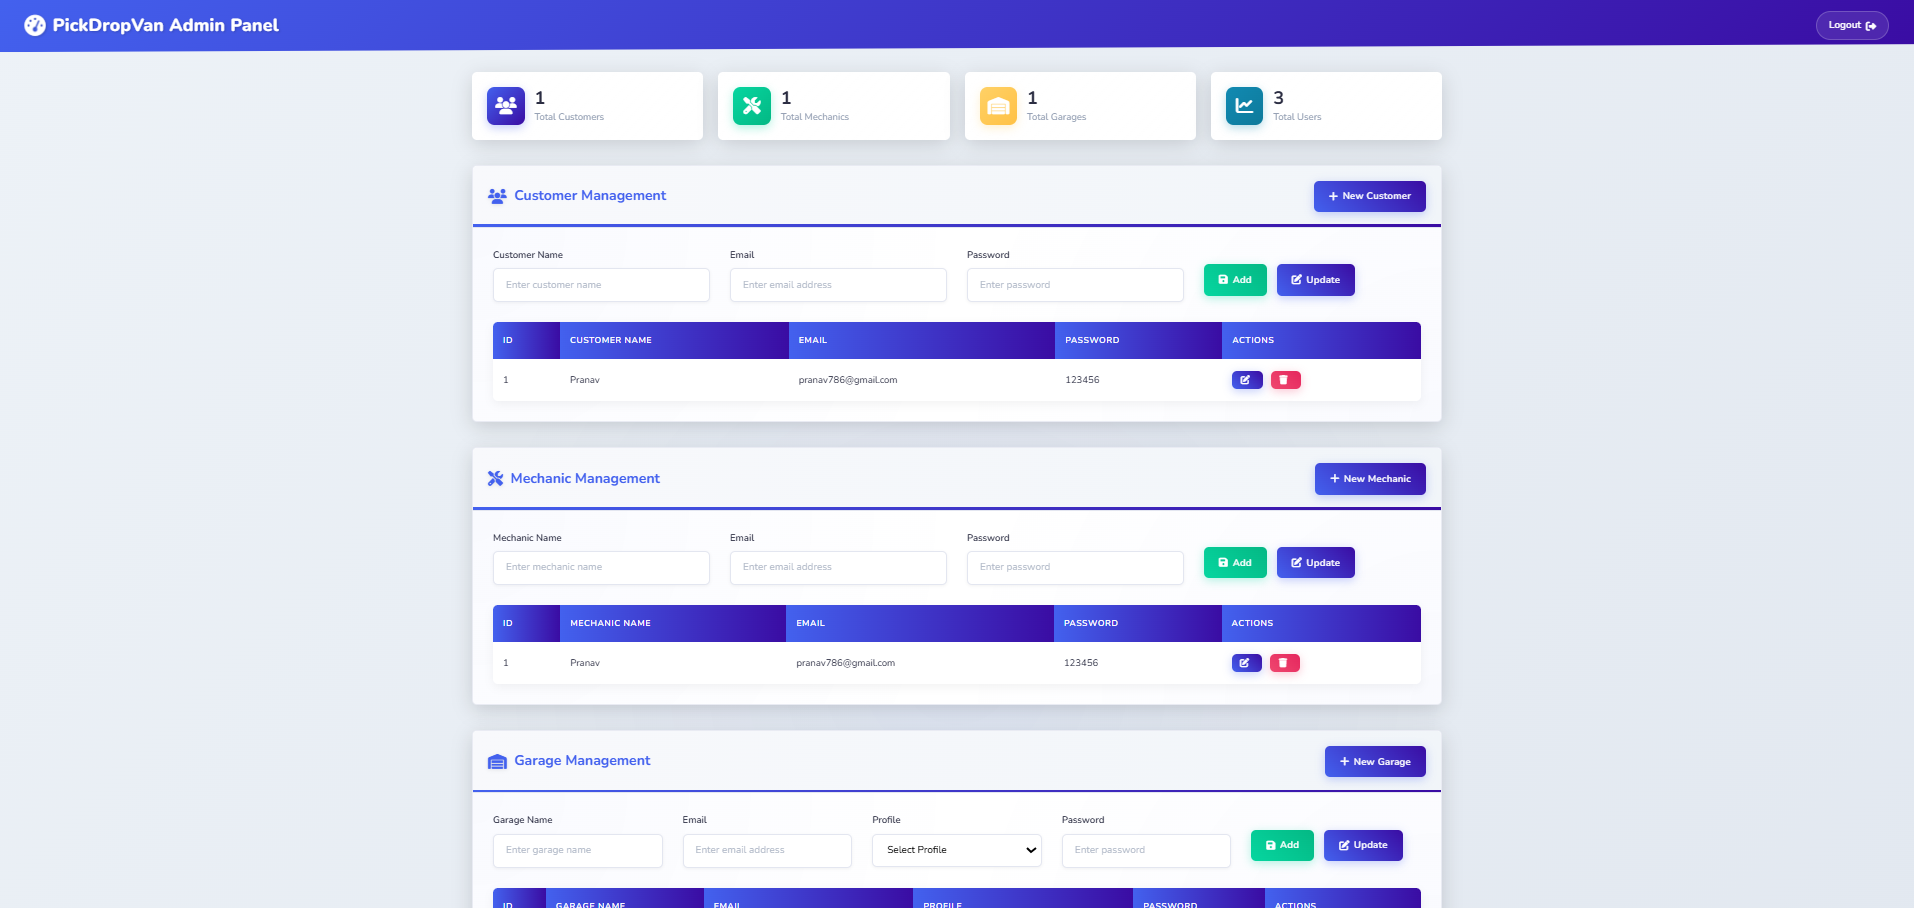 PickDropVan Admin Panel
Logout
1
Total Customers
1
Total Mechanics
1
Total Garages
3
Total Users
Customer Management
New Customer
Customer Name Email Password
Enter customer name Enter email address Enter password Add Update
ID CUSTOMER NAME EMAIL PASSWORD ACTIONS
1 Pranav pranav786@gmail.com 123456
Mechanic Management
New Mechanic
Mechanic Name Email Password
Enter mechanic name Enter email address Enter password Add Update
ID MECHANIC NAME EMAIL PASSWORD ACTIONS
1 Pranav pranav786@gmail.com 123456
Garage Management
New Garage
Garage Name Email Profile Password
Enter garage name Enter email address Select Profile Enter password Add Update
ID GARAGE NAME EMAIL PROFILE PASSWORD ACTIONS